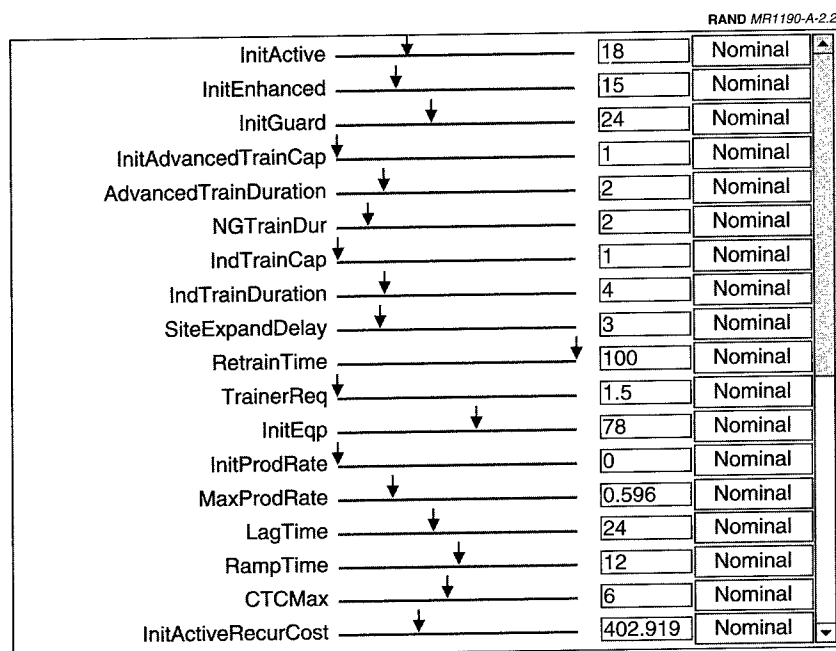 RAND MR1190-A-2.2
InitActive 18 Nominal
InitEnhanced 15 Nominal
InitGuard 24 Nominal
InitAdvancedTrainCap 1 Nominal
AdvancedTrainDuration 2 Nominal
NGTrainDur 2 Nominal
IndTrainCap 1 Nominal
IndTrainDuration 4 Nominal
SiteExpandDelay 3 Nominal
RetrainTime 100 Nominal
TrainerReq 1.5 Nominal
InitEqp 78 Nominal
InitProdRate 0 Nominal
MaxProdRate 0.596 Nominal
LagTime 24 Nominal
RampTime 12 Nominal
CTCMax 6 Nominal
InitActiveRecurCost 402.919 Nominal